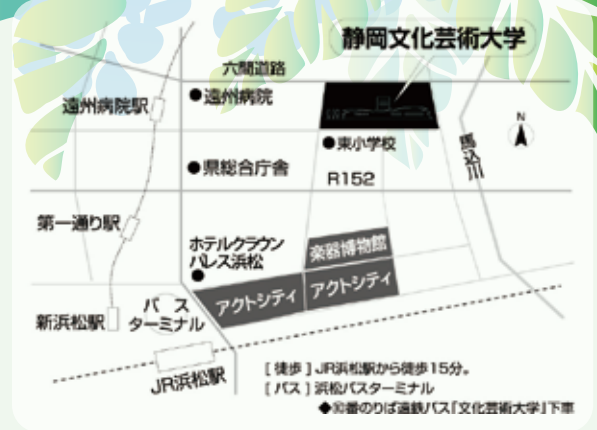 静岡文化芸術大学
六間道路
遠州病院駅
●遠州病院
N
●東小学校
馬込川
●県総合庁舎
R152
第一通り駅
ホテルクラウン
パレス浜松
●
楽器博物館
アクトシティ
アクトシティ
新浜松駅
バス
ターミナル
JR浜松駅
[ 徒歩 ] JR浜松駅から徒歩15分。
[ バス ] 浜松バスターミナル
◆⑩番のりば遠鉄バス「文化芸術大学」下車